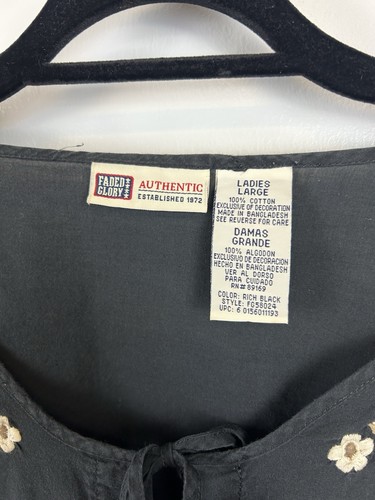 FADED
GLORY
AUTHENTIC
ESTABLISHED 1972
LADIES
LARGE
100% COTTON
EXCLUSIVE OF DECORATION
MADE IN BANGLADESH
SEE REVERSE FOR CARE
DAMAS
GRANDE
100% ALGODON
EXCLUSIVO DE DECORACION
HECHO EN BANGLADESH
VER AL DORSO
PARA CUIDADO
RN# 89169
COLOR: RICH BLACK
STYLE: FG58024
UPC: 6 0156011193